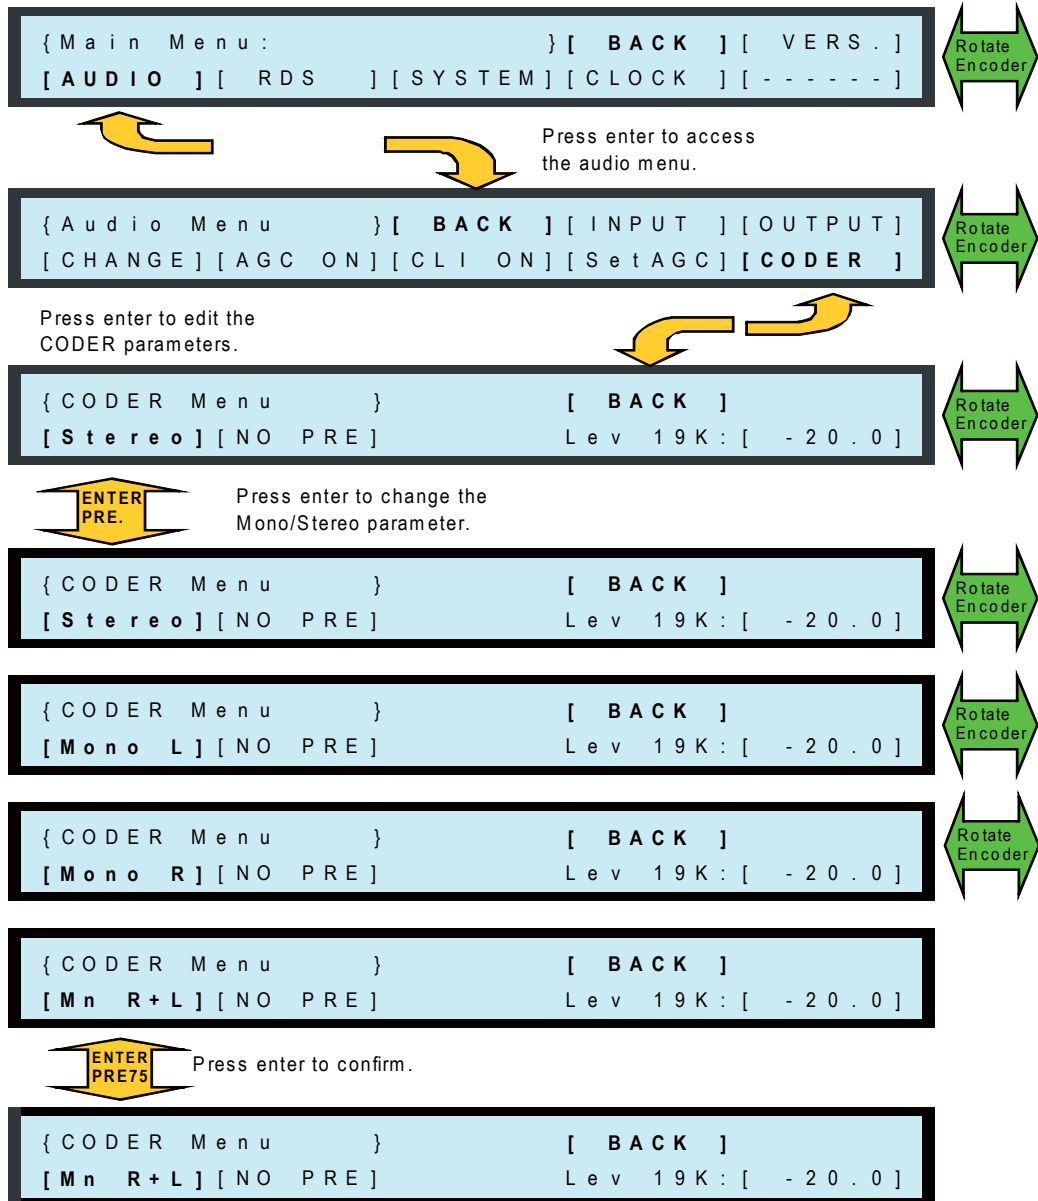 {Main Menu: }[ BACK ][ VERS.]
[AUDIO ][ RDS ][SYSTEM][CLOCK ][------]
Rotate
Encoder
Press enter to access
the audio menu.
{Audio Menu }[ BACK ][INPUT ][OUTPUT]
[CHANGE][AGC ON][CLI ON][SetAGC][CODER ]
Rotate
Encoder
Press enter to edit the
CODER parameters.
{CODER Menu } [ BACK ]
[Stereo][NO PRE] Lev 19K:[ -20.0]
Rotate
Encoder
ENTER
PRE.
Press enter to change the
Mono/Stereo parameter.
{CODER Menu } [ BACK ]
[Stereo][NO PRE] Lev 19K:[ -20.0]
Rotate
Encoder
{CODER Menu } [ BACK ]
[Mono L][NO PRE] Lev 19K:[ -20.0]
Rotate
Encoder
{CODER Menu } [ BACK ]
[Mono R][NO PRE] Lev 19K:[ -20.0]
Rotate
Encoder
{CODER Menu } [ BACK ]
[Mn R+L][NO PRE] Lev 19K:[ -20.0]
ENTER
PRE75
Press enter to confirm.
{CODER Menu } [ BACK ]
[Mn R+L][NO PRE] Lev 19K:[ -20.0]